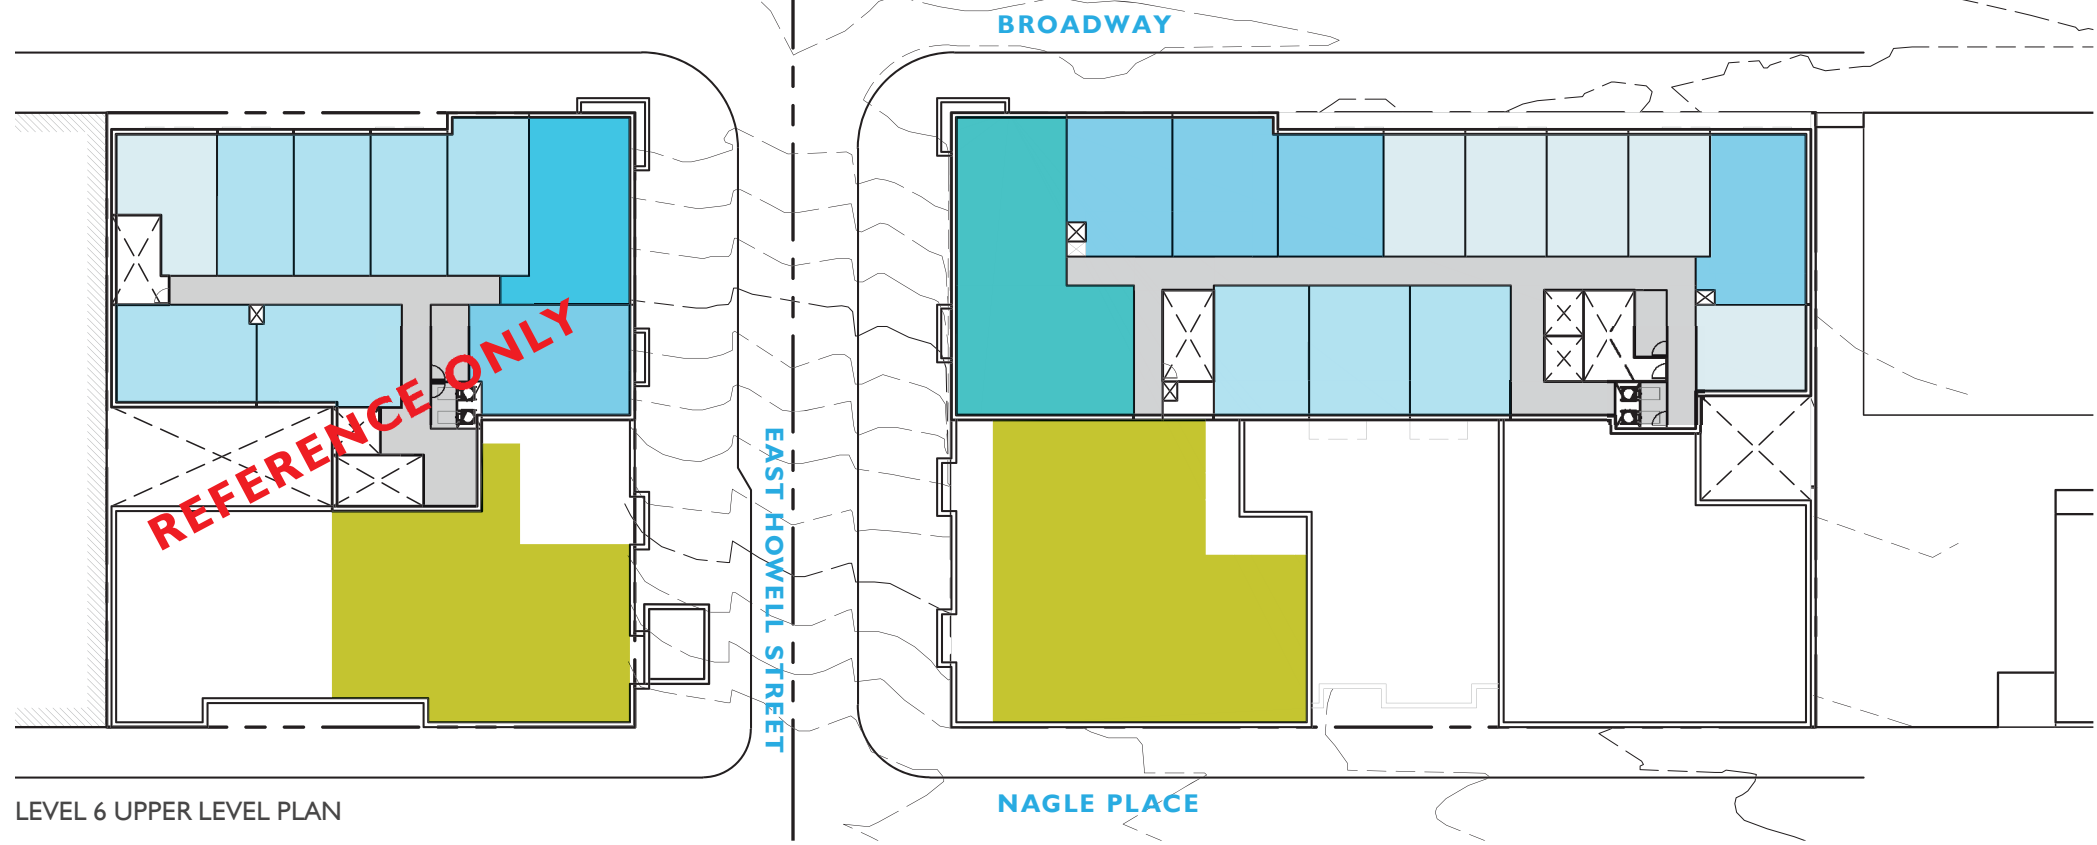 BROADWAY
REFERENCE ONLY
EAST HOWELL STREET
NAGLE PLACE
LEVEL 6 UPPER LEVEL PLAN